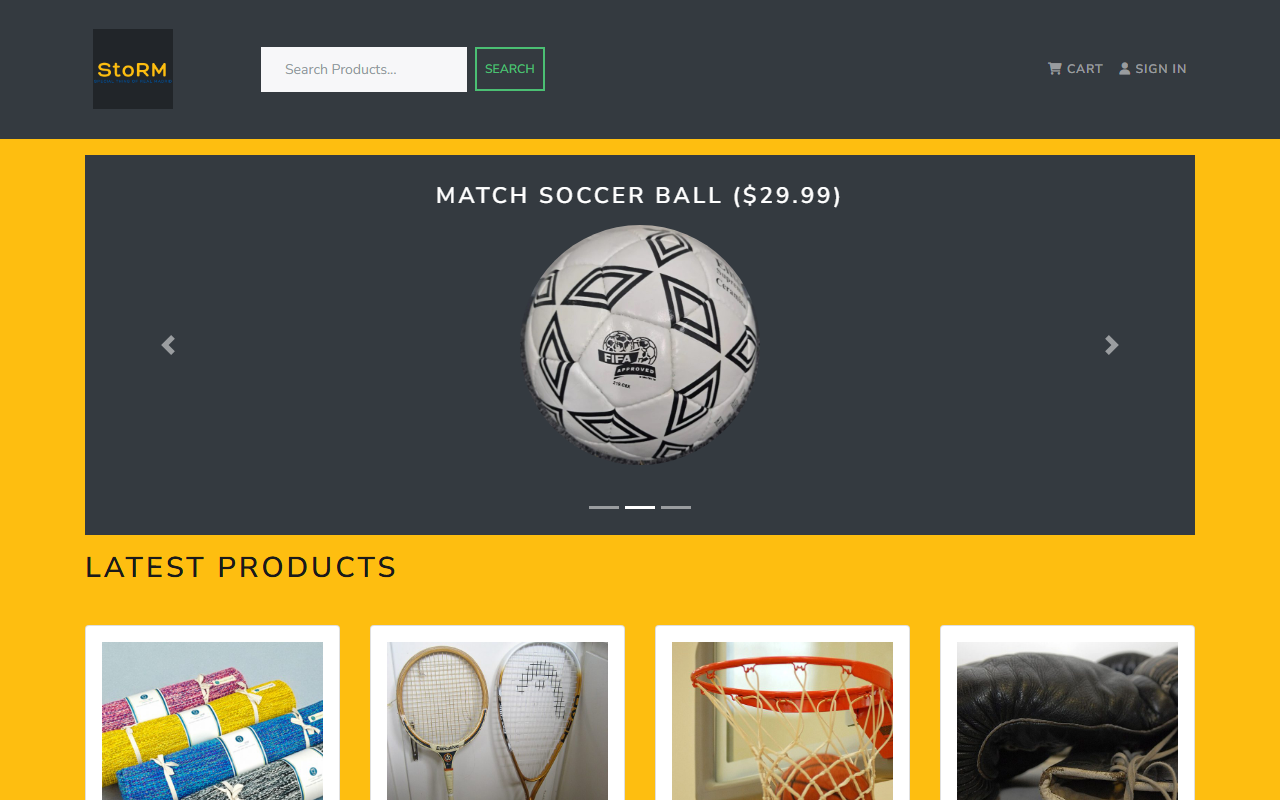 StoRM
Search Products...
SEARCH
CART
SIGN IN
MATCH SOCCER BALL ($29.99)
FIFA
APPROVED
LATEST PRODUCTS